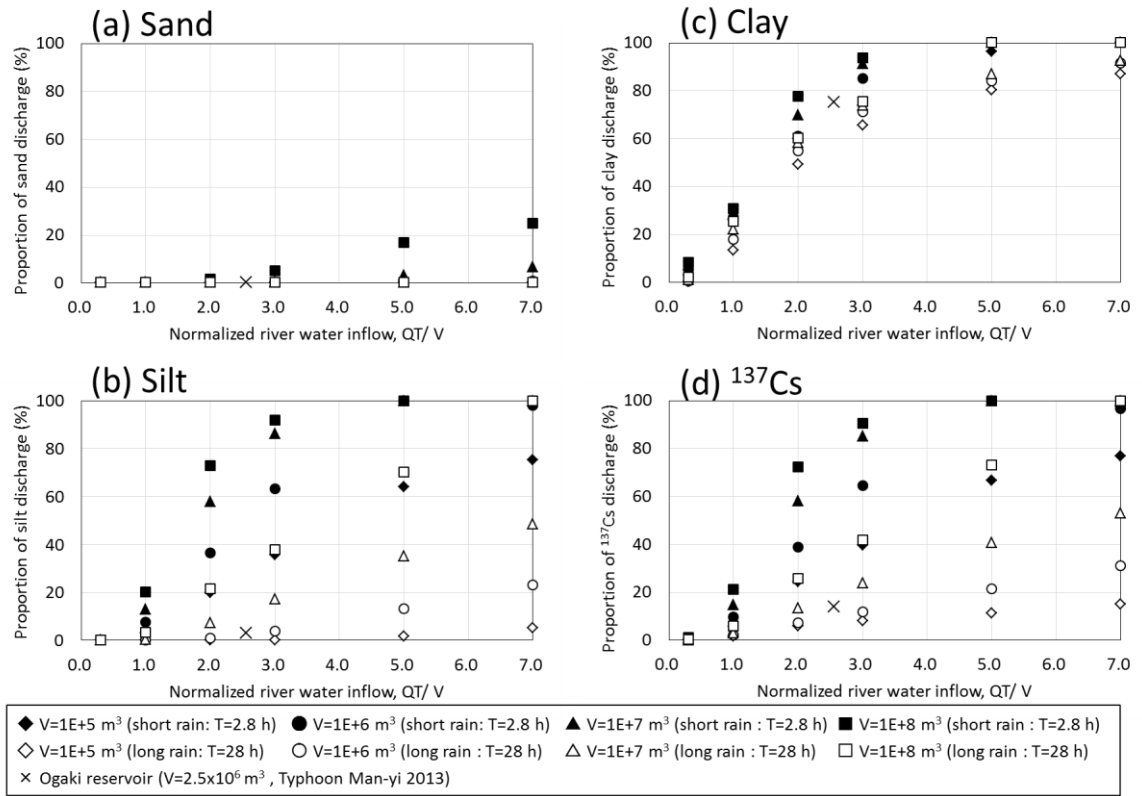 (a) Sand
Proportion of sand discharge (%)
100
80
60
40
20
0
0.0 1.0 2.0 3.0 4.0 5.0 6.0 7.0
Normalized river water inflow, QT/ V
(c) Clay
Proportion of clay discharge (%)
100
80
60
40
20
0
0.0 1.0 2.0 3.0 4.0 5.0 6.0 7.0
Normalized river water inflow, QT/ V
(b) Silt
Proportion of silt discharge (%)
100
80
60
40
20
0
0.0 1.0 2.0 3.0 4.0 5.0 6.0 7.0
Normalized river water inflow, QT/ V
(d) ¹³⁷Cs
Proportion of ¹³⁷Cs discharge (%)
100
80
60
40
20
0
0.0 1.0 2.0 3.0 4.0 5.0 6.0 7.0
Normalized river water inflow, QT/ V
◆ V=1E+5 m³ (short rain: T=2.8 h) ● V=1E+6 m³ (short rain: T=2.8 h) ▲ V=1E+7 m³ (short rain : T=2.8 h) ■ V=1E+8 m³ (short rain : T=2.8 h)
◇ V=1E+5 m³ (long rain: T=28 h) ○ V=1E+6 m³ (long rain : T=28 h) △ V=1E+7 m³ (long rain : T=28 h) □ V=1E+8 m³ (long rain : T=28 h)
× Ogaki reservoir (V=2.5x10⁶ m³ , Typhoon Man-yi 2013)